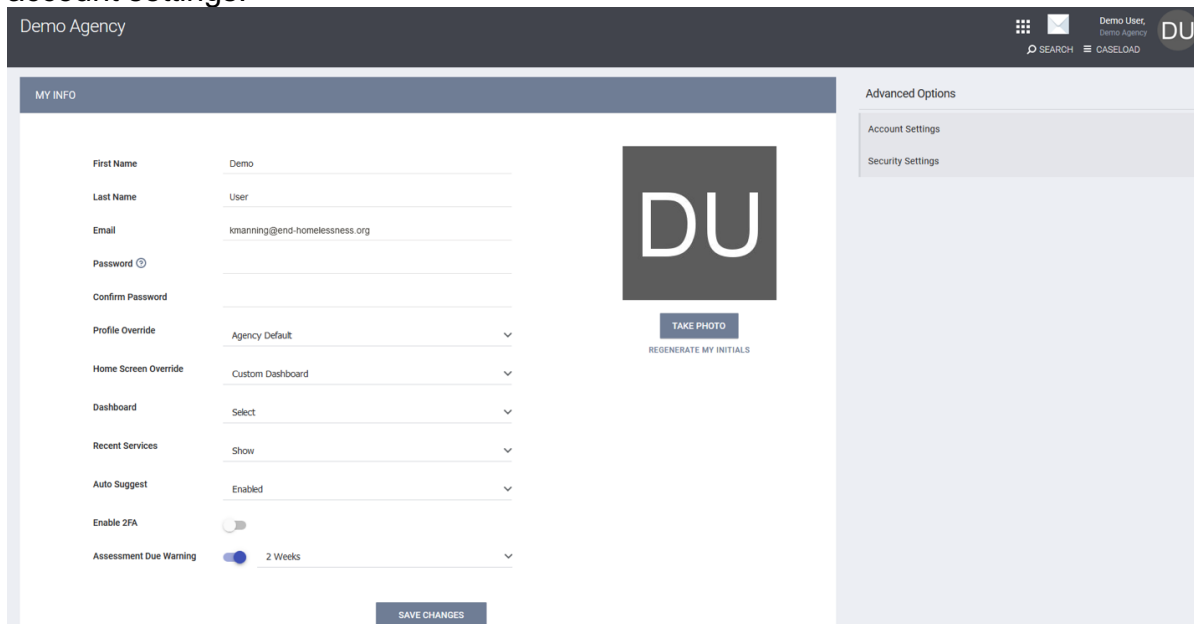 account settings.
Demo Agency
Demo User,
Demo Agency
DU
SEARCH CASELOAD
MY INFO
First Name Demo
Last Name User
Email kmanning@end-homelessness.org
Password ?
Confirm Password
Profile Override Agency Default
Home Screen Override Custom Dashboard
Dashboard Select
Recent Services Show
Auto Suggest Enabled
Enable 2FA
Assessment Due Warning 2 Weeks
SAVE CHANGES
DU
TAKE PHOTO
REGENERATE MY INITIALS
Advanced Options
Account Settings
Security Settings